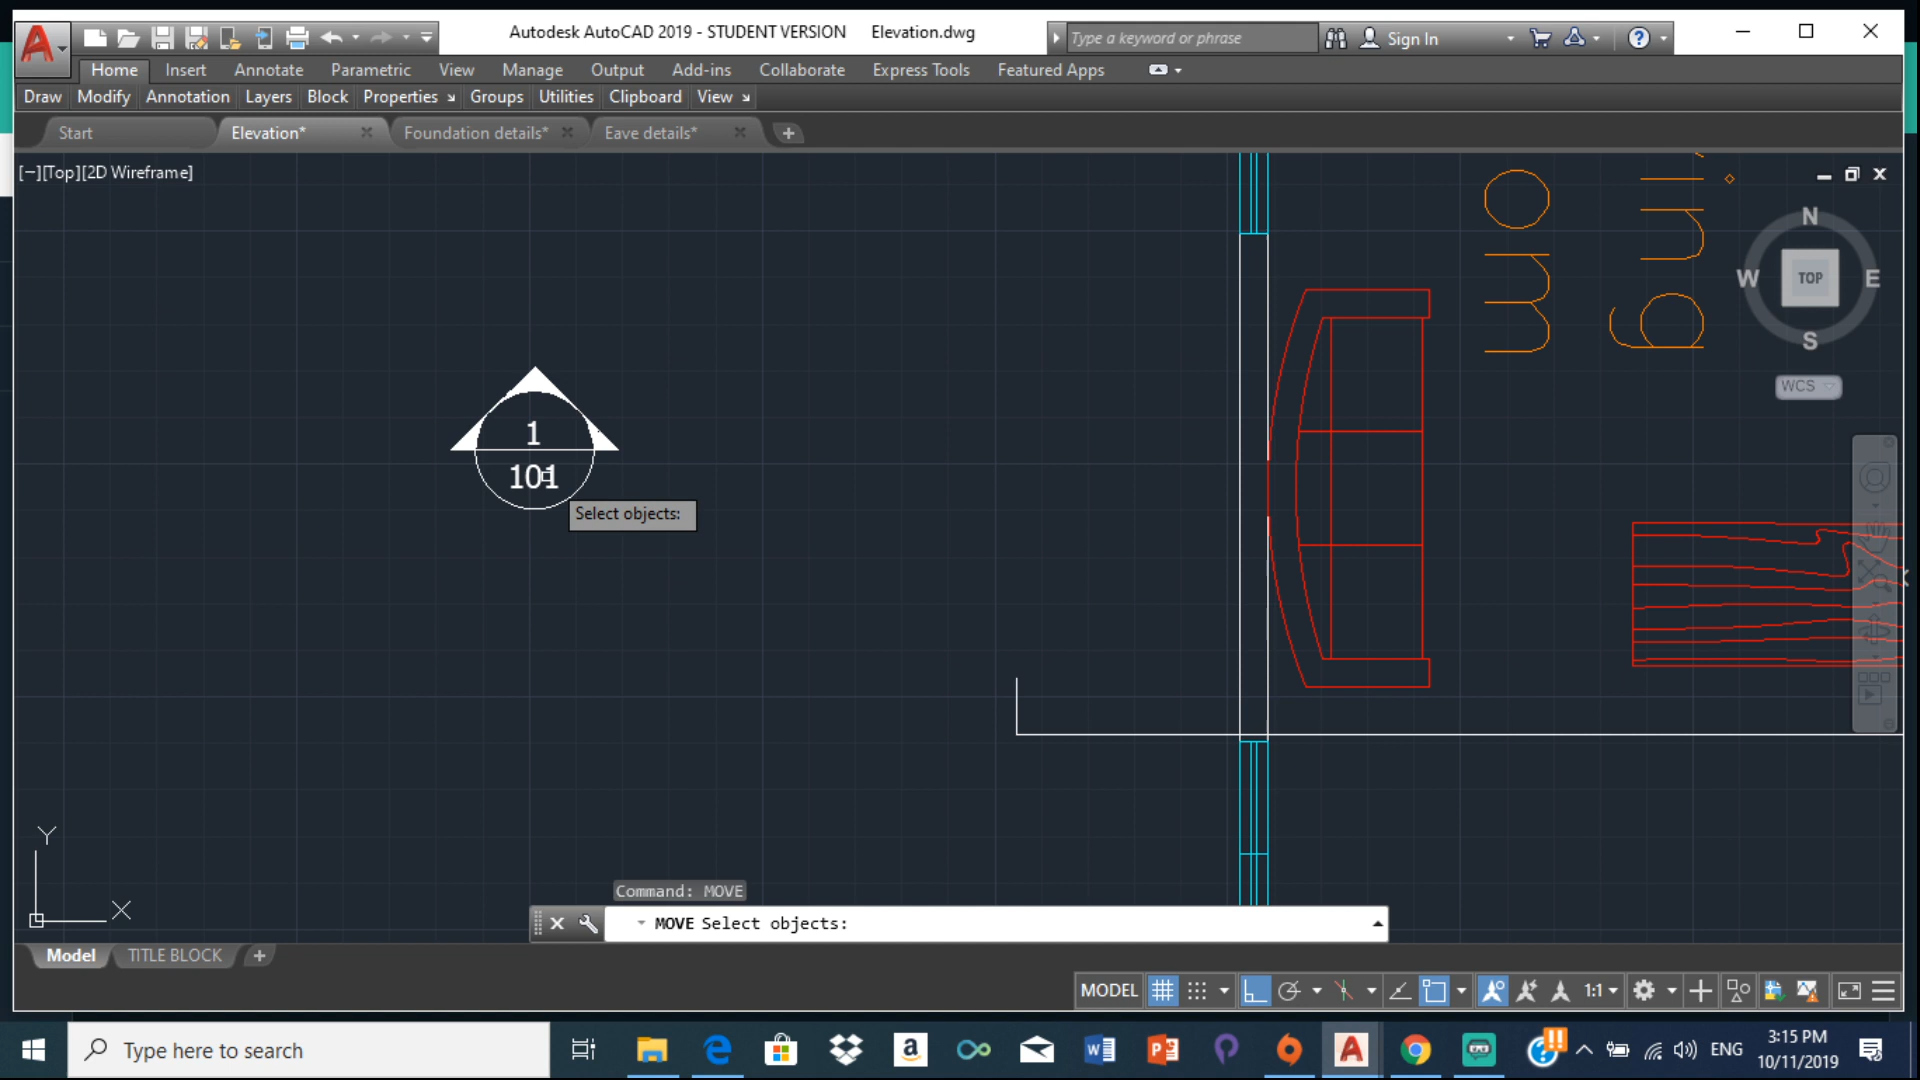 Autodesk AutoCAD 2019 - STUDENT VERSION Elevation.dwg
Type a keyword or phrase
Sign In
Home Insert Annotate Parametric View Manage Output Add-ins Collaborate Express Tools Featured Apps
Draw Modify Annotation Layers Block Properties Groups Utilities Clipboard View
Start Elevation* Foundation details* Eave details*
[−][Top][2D Wireframe]
N
W TOP E
S
WCS
1
101
Select objects:
Y
X
Command: MOVE
MOVE Select objects:
Model TITLE BLOCK
MODEL 1:1
Type here to search
ENG
3:15 PM
10/11/2019